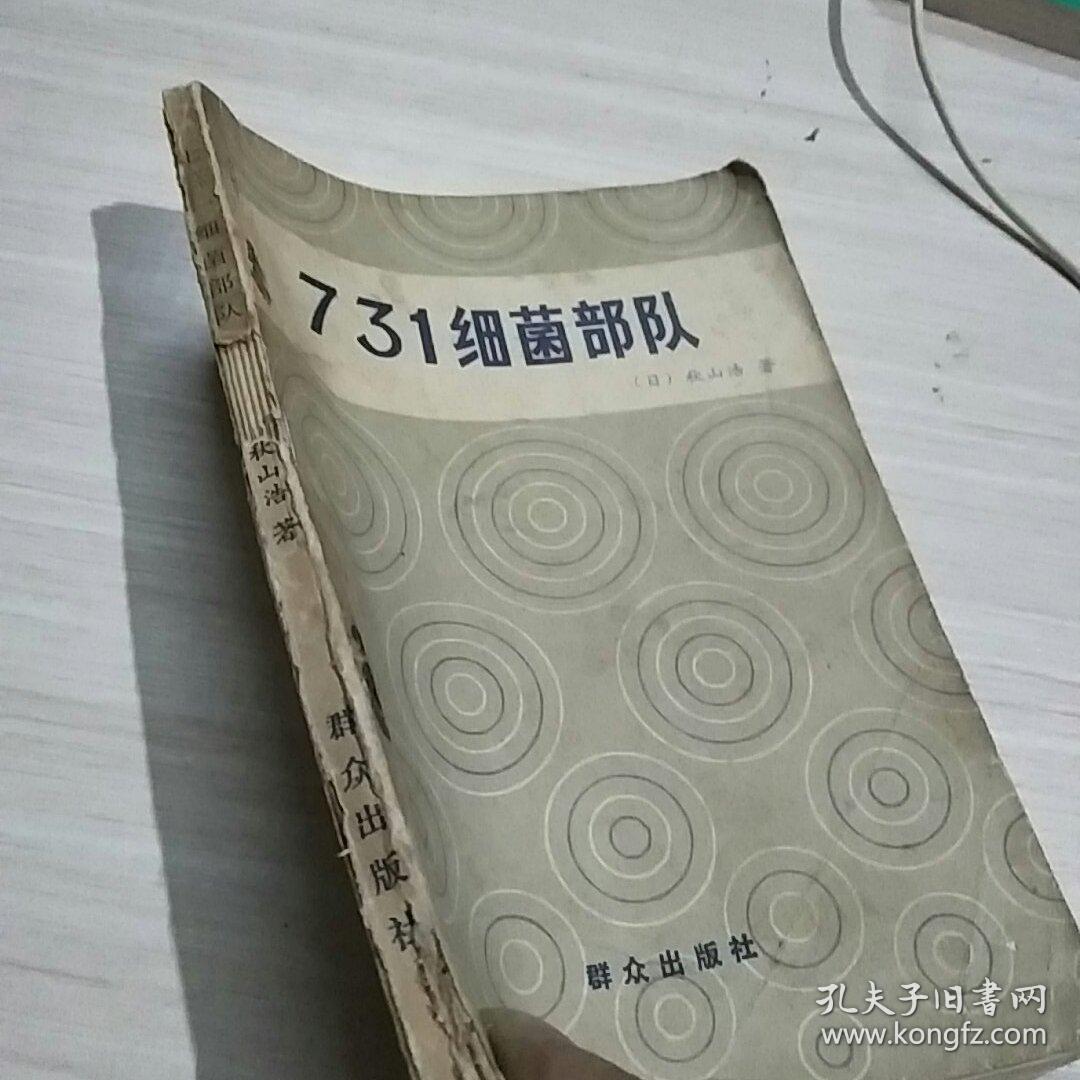 731细菌部队
（日）秋山浩 著
群众出版社
细菌部队
秋山浩 著
群众出版社
孔夫子旧書网
www.kongfz.com